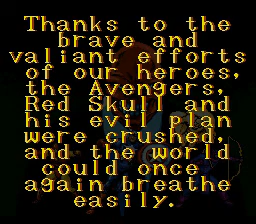 Thanks to the
brave and
valiant efforts
of our heroes,
the Avengers,
Red Skull and
his evil plan
were crushed,
and the world
could once
again breathe
easily.